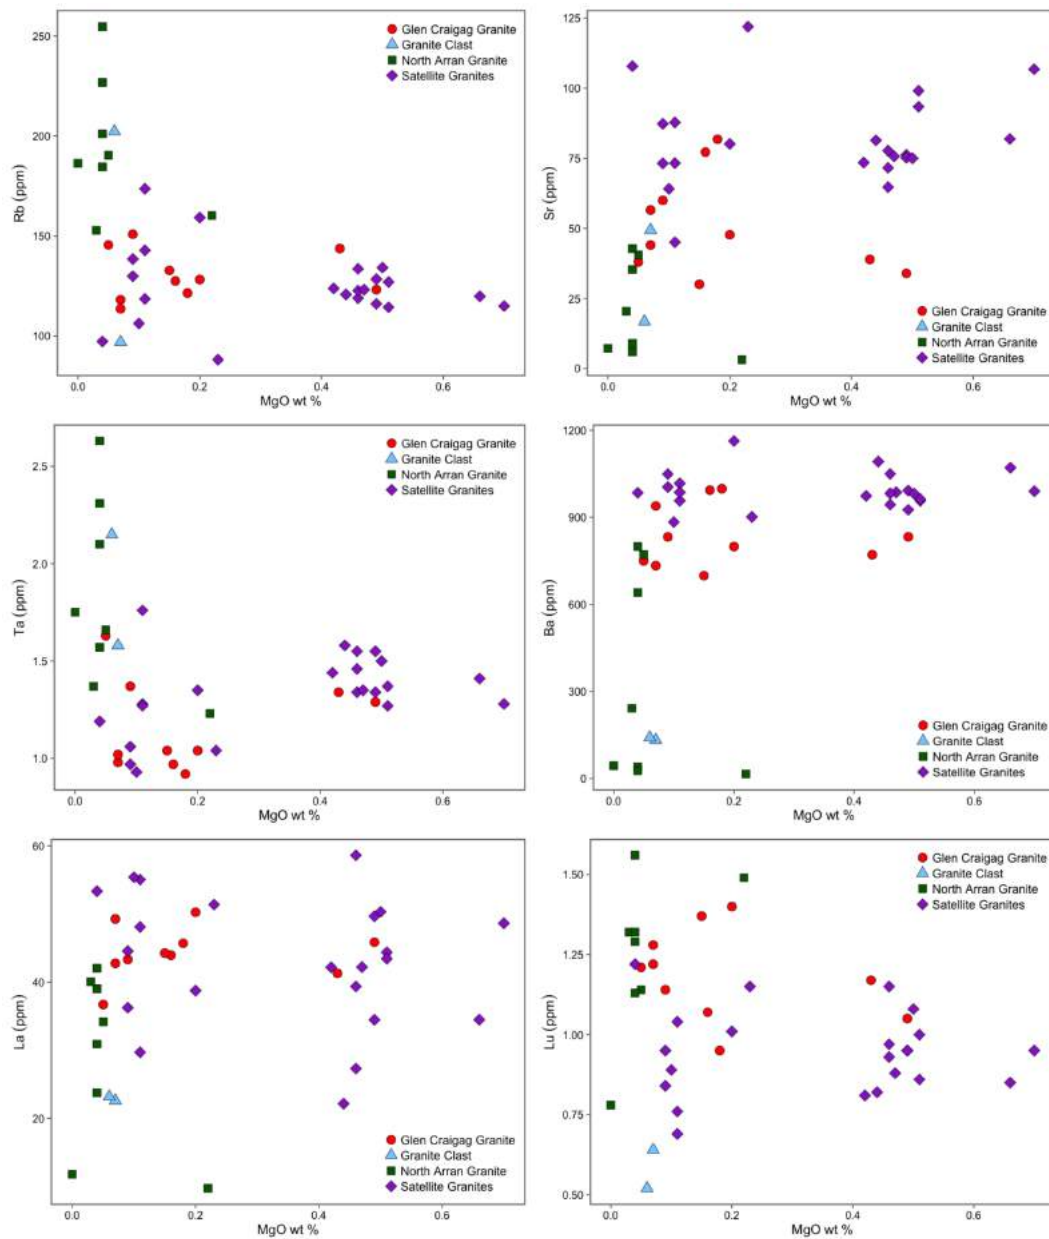 Rb (ppm)
250
200
150
100
0.0 0.2 0.4 0.6
MgO wt %
Glen Craigag Granite
Granite Clast
North Arran Granite
Satellite Granites
Sr (ppm)
125
100
75
50
25
0
0.0 0.2 0.4 0.6
MgO wt %
Glen Craigag Granite
Granite Clast
North Arran Granite
Satellite Granites
Ta (ppm)
2.5
2.0
1.5
1.0
0.0 0.2 0.4 0.6
MgO wt %
Glen Craigag Granite
Granite Clast
North Arran Granite
Satellite Granites
Ba (ppm)
1200
900
600
300
0
0.0 0.2 0.4 0.6
MgO wt %
Glen Craigag Granite
Granite Clast
North Arran Granite
Satellite Granites
La (ppm)
60
40
20
0.0 0.2 0.4 0.6
MgO wt %
Glen Craigag Granite
Granite Clast
North Arran Granite
Satellite Granites
Lu (ppm)
1.50
1.25
1.00
0.75
0.50
0.0 0.2 0.4 0.6
MgO wt %
Glen Craigag Granite
Granite Clast
North Arran Granite
Satellite Granites